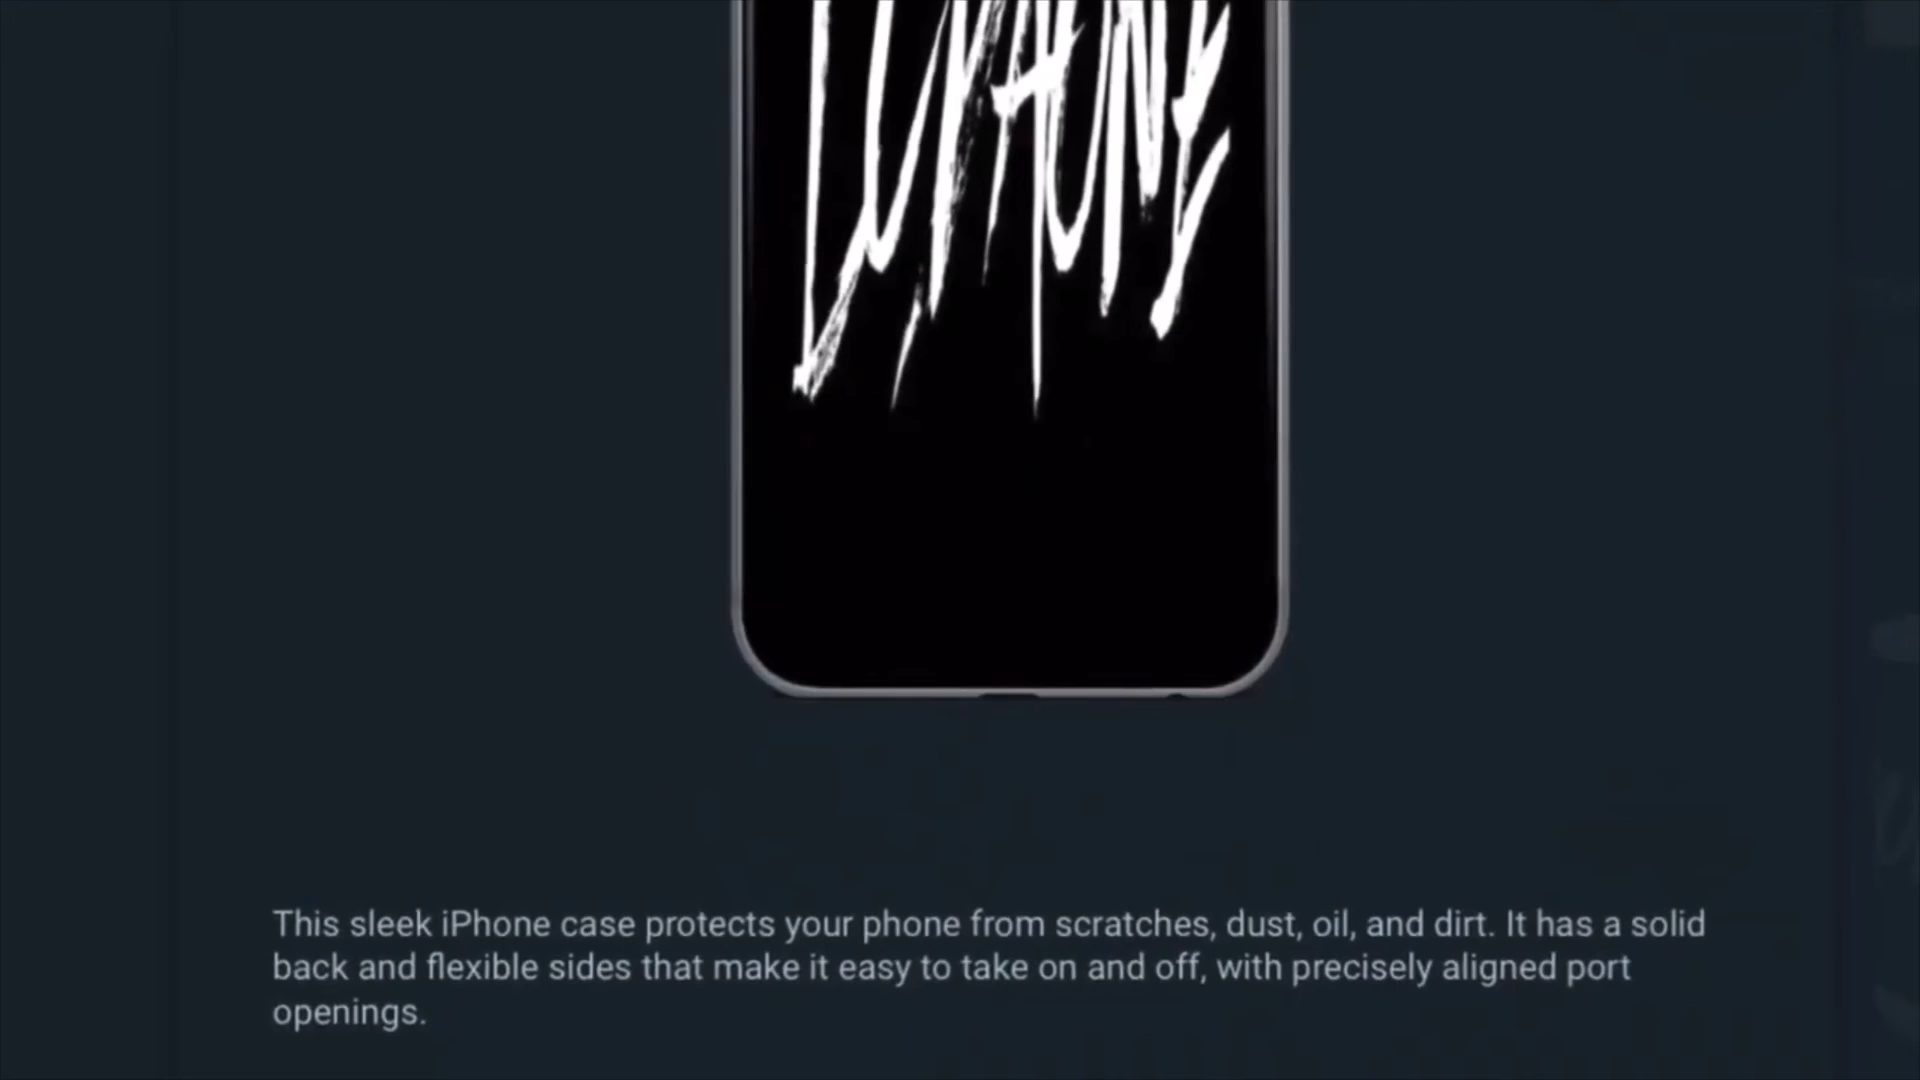 This sleek iPhone case protects your phone from scratches, dust, oil, and dirt. It has a solid
back and flexible sides that make it easy to take on and off, with precisely aligned port
openings.